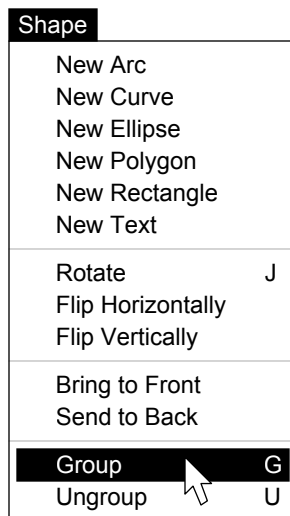 Shape
New Arc
New Curve
New Ellipse
New Polygon
New Rectangle
New Text
Rotate J
Flip Horizontally
Flip Vertically
Bring to Front
Send to Back
Group G
Ungroup U